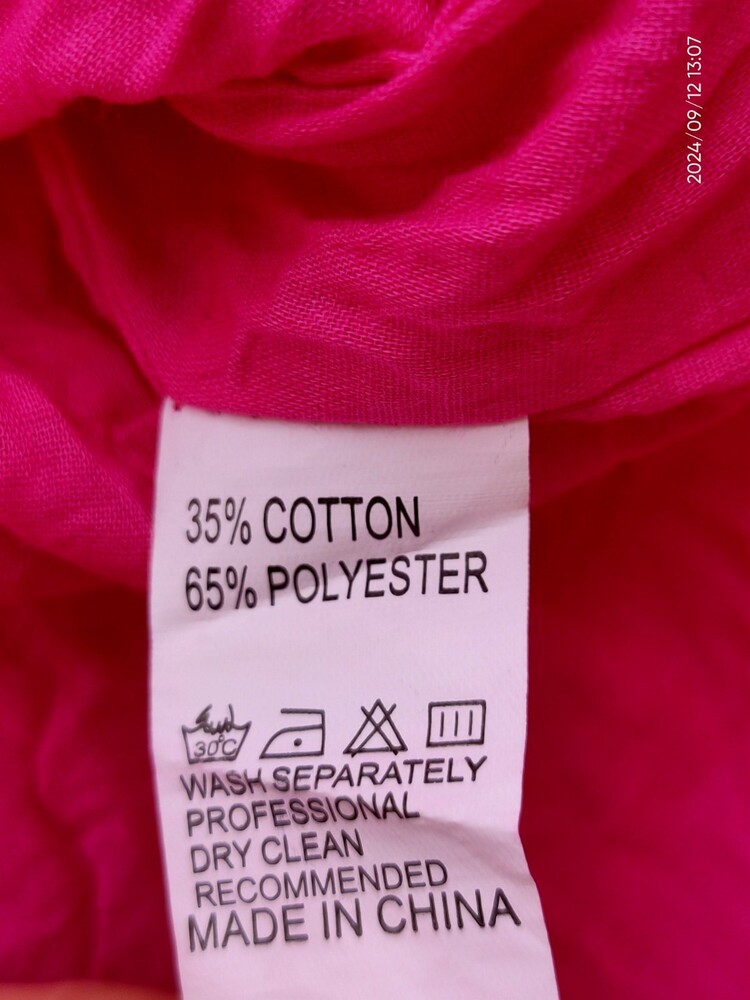 2024/09/12 13:07
35% COTTON
65% POLYESTER
30°C
WASH SEPARATELY
PROFESSIONAL
DRY CLEAN
RECOMMENDED
MADE IN CHINA